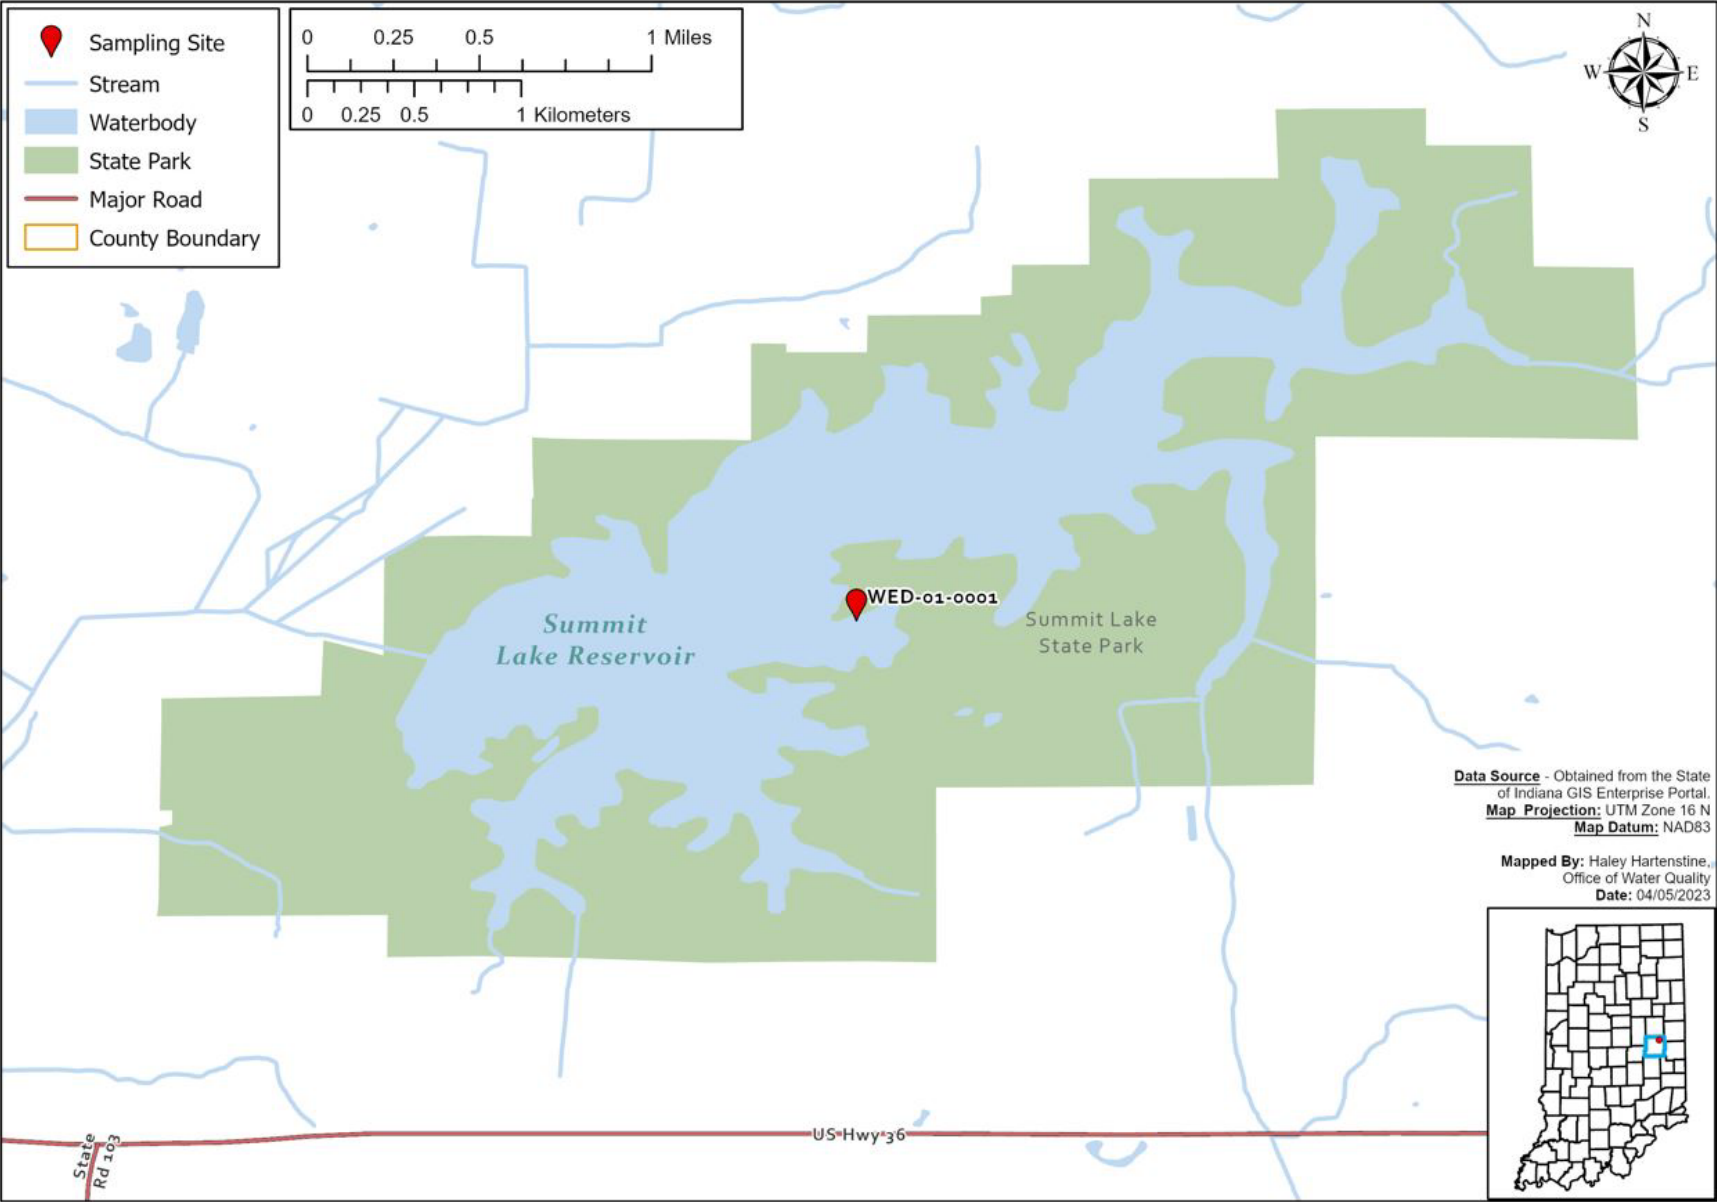 Sampling Site
Stream
Waterbody
State Park
Major Road
County Boundary
0 0.25 0.5 1 Miles
0 0.25 0.5 1 Kilometers
N
W E
S
WED-01-0001
Summit
Lake Reservoir
Summit Lake
State Park
Data Source - Obtained from the State
of Indiana GIS Enterprise Portal.
Map Projection: UTM Zone 16 N
Map Datum: NAD83
Mapped By: Haley Hartenstine,
Office of Water Quality
Date: 04/05/2023
US Hwy 36
State
Rd 103